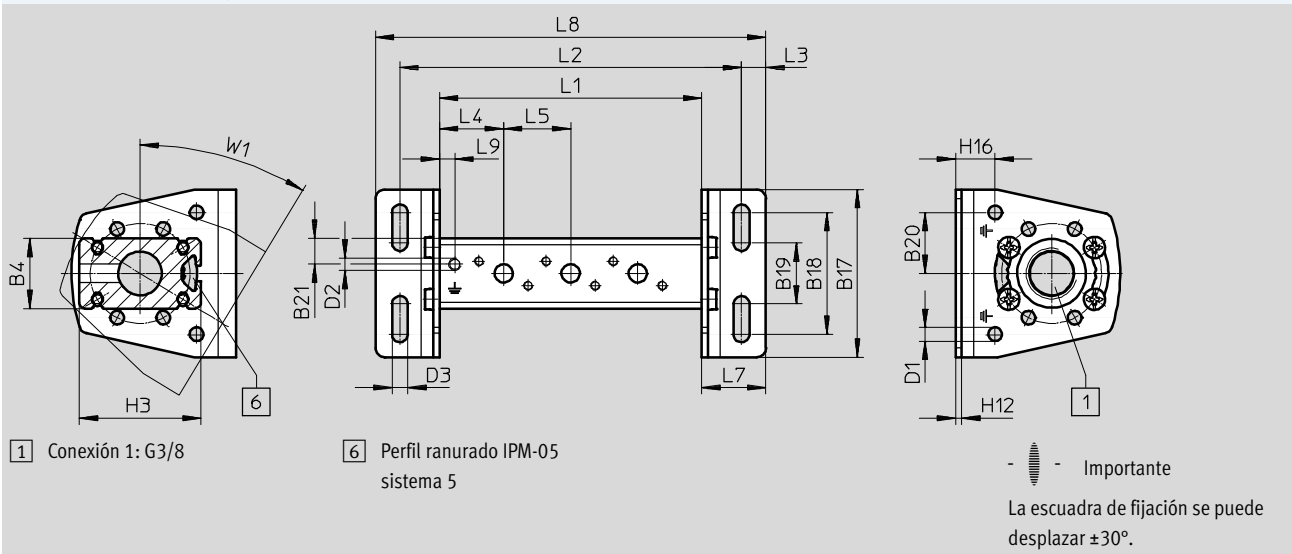 L8
L2
L3
L1
L4
L5
L9
W1
H16
B4
B21
D2
B19
B18
B17
B20
D1
D3
L7
H3
6
H12
1
1 Conexión 1: G3/8
6 Perfil ranurado IPM-05
sistema 5
- - Importante
La escuadra de fijación se puede
desplazar ±30°.